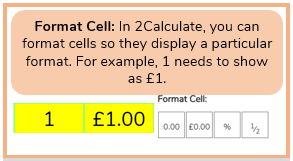 Format Cell: In 2Calculate, you can
format cells so they display a particular
format. For example, 1 needs to show
as £1.
Format Cell:
1 £1.00
0.00 £0.00 % ½